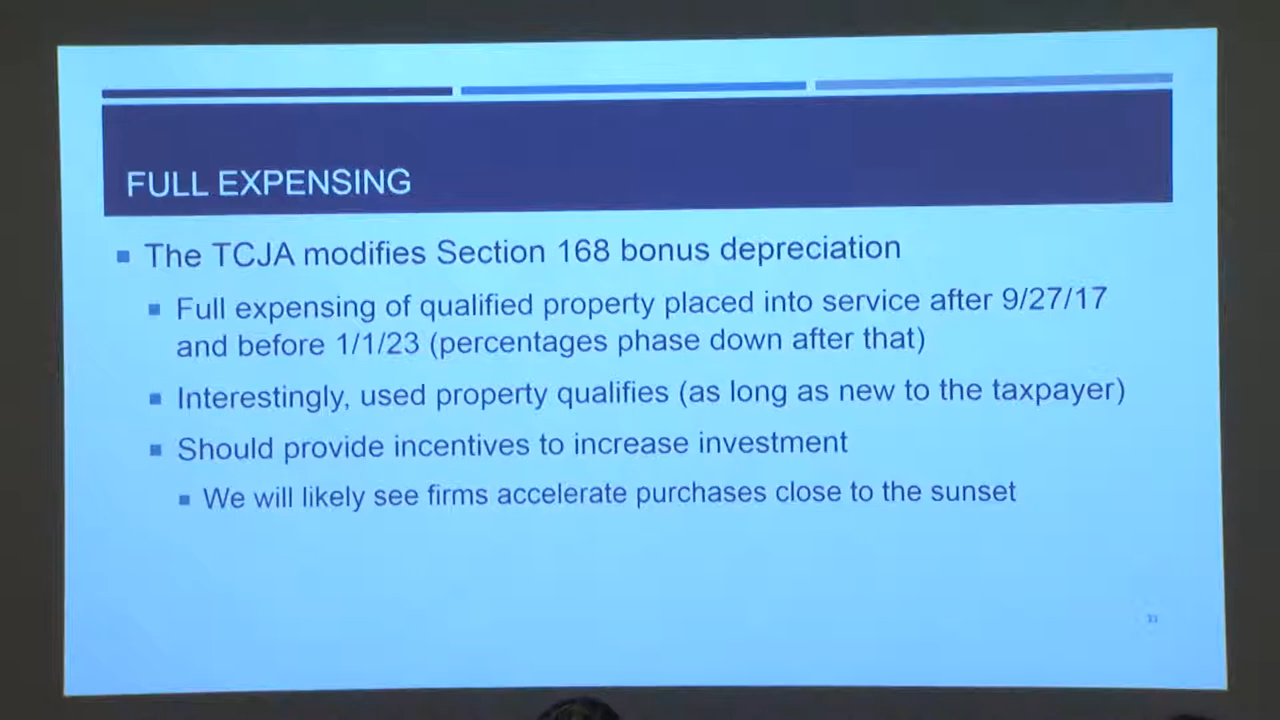 FULL EXPENSING
▪ The TCJA modifies Section 168 bonus depreciation
▪ Full expensing of qualified property placed into service after 9/27/17
and before 1/1/23 (percentages phase down after that)
▪ Interestingly, used property qualifies (as long as new to the taxpayer)
▪ Should provide incentives to increase investment
▪ We will likely see firms accelerate purchases close to the sunset